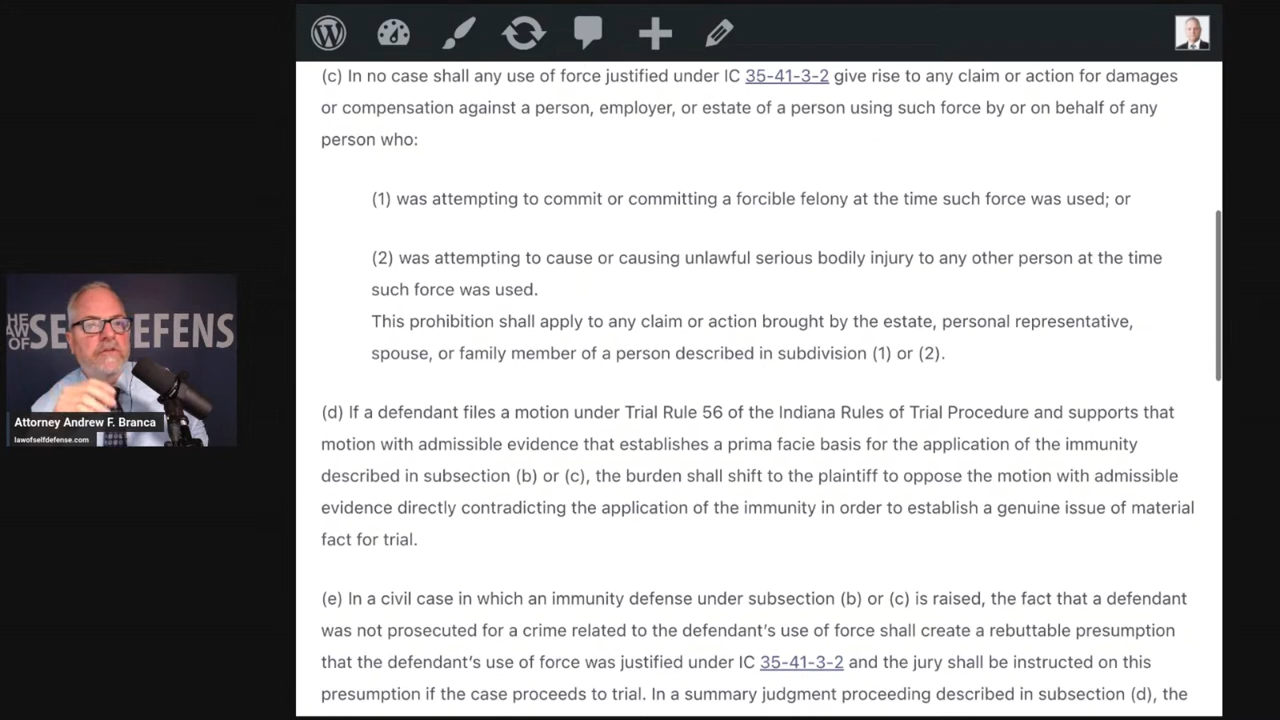 (c) In no case shall any use of force justified under IC 35-41-3-2 give rise to any claim or action for damages
or compensation against a person, employer, or estate of a person using such force by or on behalf of any
person who:
(1) was attempting to commit or committing a forcible felony at the time such force was used; or
(2) was attempting to cause or causing unlawful serious bodily injury to any other person at the time
such force was used.
This prohibition shall apply to any claim or action brought by the estate, personal representative,
spouse, or family member of a person described in subdivision (1) or (2).
(d) If a defendant files a motion under Trial Rule 56 of the Indiana Rules of Trial Procedure and supports that
motion with admissible evidence that establishes a prima facie basis for the application of the immunity
described in subsection (b) or (c), the burden shall shift to the plaintiff to oppose the motion with admissible
evidence directly contradicting the application of the immunity in order to establish a genuine issue of material
fact for trial.
(e) In a civil case in which an immunity defense under subsection (b) or (c) is raised, the fact that a defendant
was not prosecuted for a crime related to the defendant's use of force shall create a rebuttable presumption
that the defendant's use of force was justified under IC 35-41-3-2 and the jury shall be instructed on this
presumption if the case proceeds to trial. In a summary judgment proceeding described in subsection (d), the
THE
LAW
OF SE EFENS
Attorney Andrew F. Branca
lawofselfdefense.com